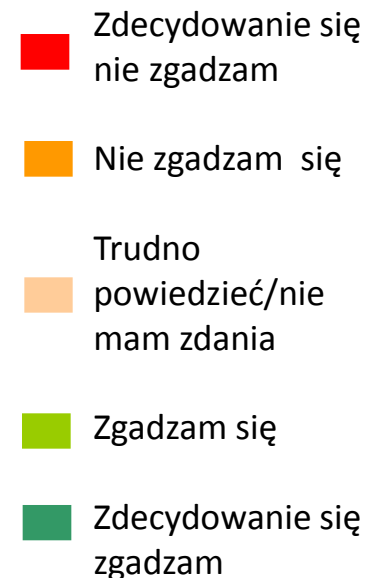 Zdecydowanie się
nie zgadzam
Nie zgadzam się
Trudno
powiedzieć/nie
mam zdania
Zgadzam się
Zdecydowanie się
zgadzam